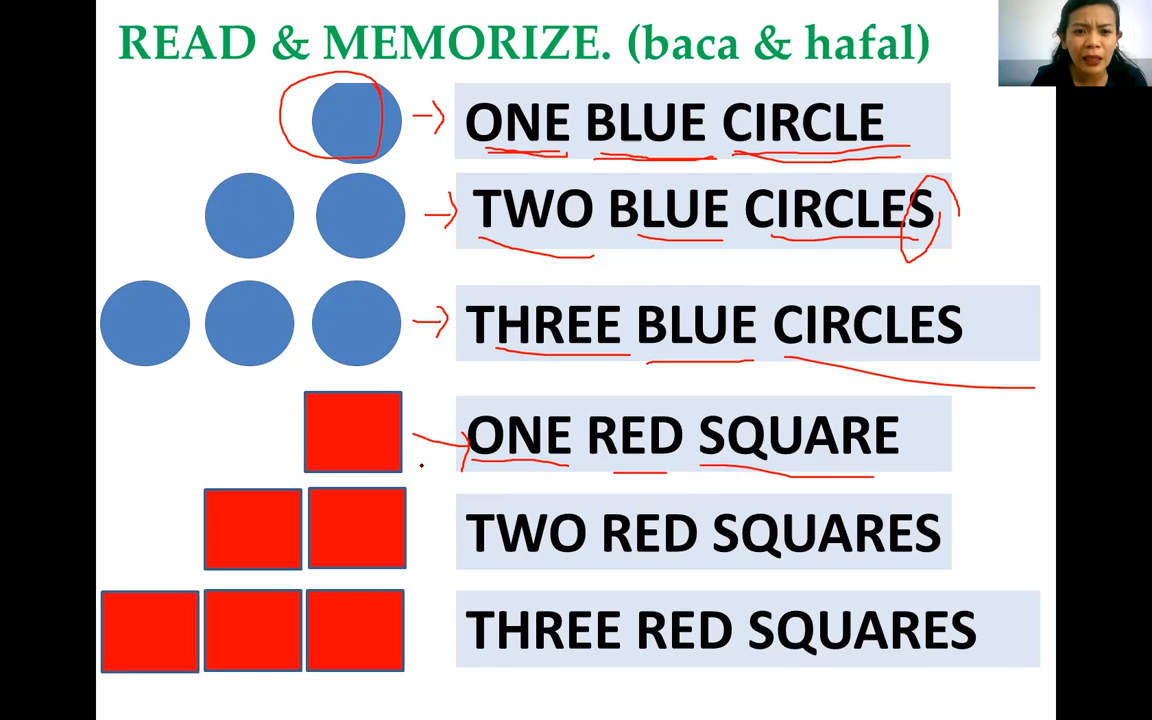 READ & MEMORIZE. (baca & hafal)
ONE BLUE CIRCLE
TWO BLUE CIRCLES
THREE BLUE CIRCLES
ONE RED SQUARE
TWO RED SQUARES
THREE RED SQUARES